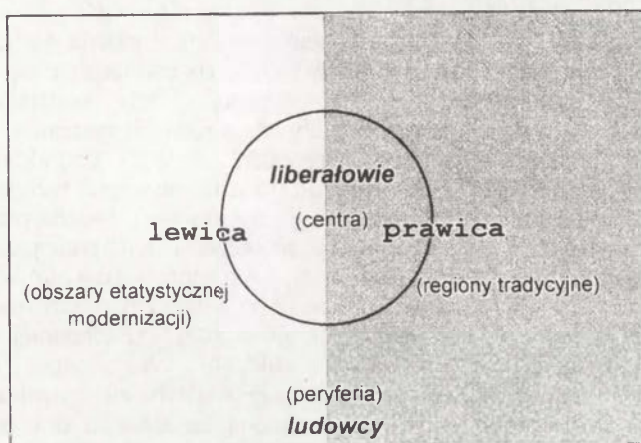 liberałowie
(centra)
lewica
prawica
(obszary etatystycznej
modernizacji)
(regiony tradycyjne)
(peryferia)
ludowcy